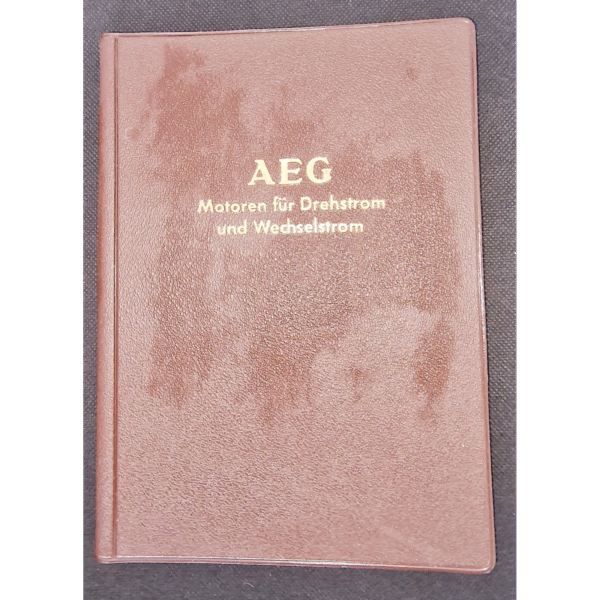 AEG
Motoren für Drehstrom
und Wechselstrom